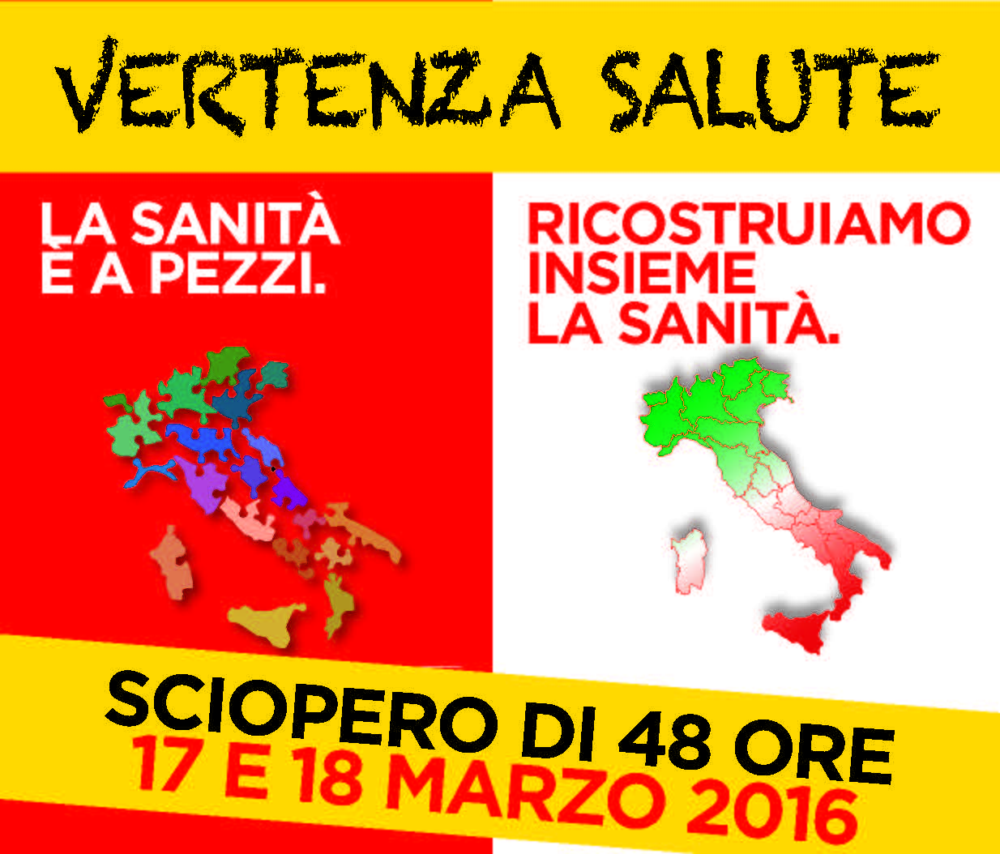 VERTENZA SALUTE
LA SANITÀ
È A PEZZI.
RICOSTRUIAMO
INSIEME
LA SANITÀ.
SCIOPERO DI 48 ORE
17 E 18 MARZO 2016